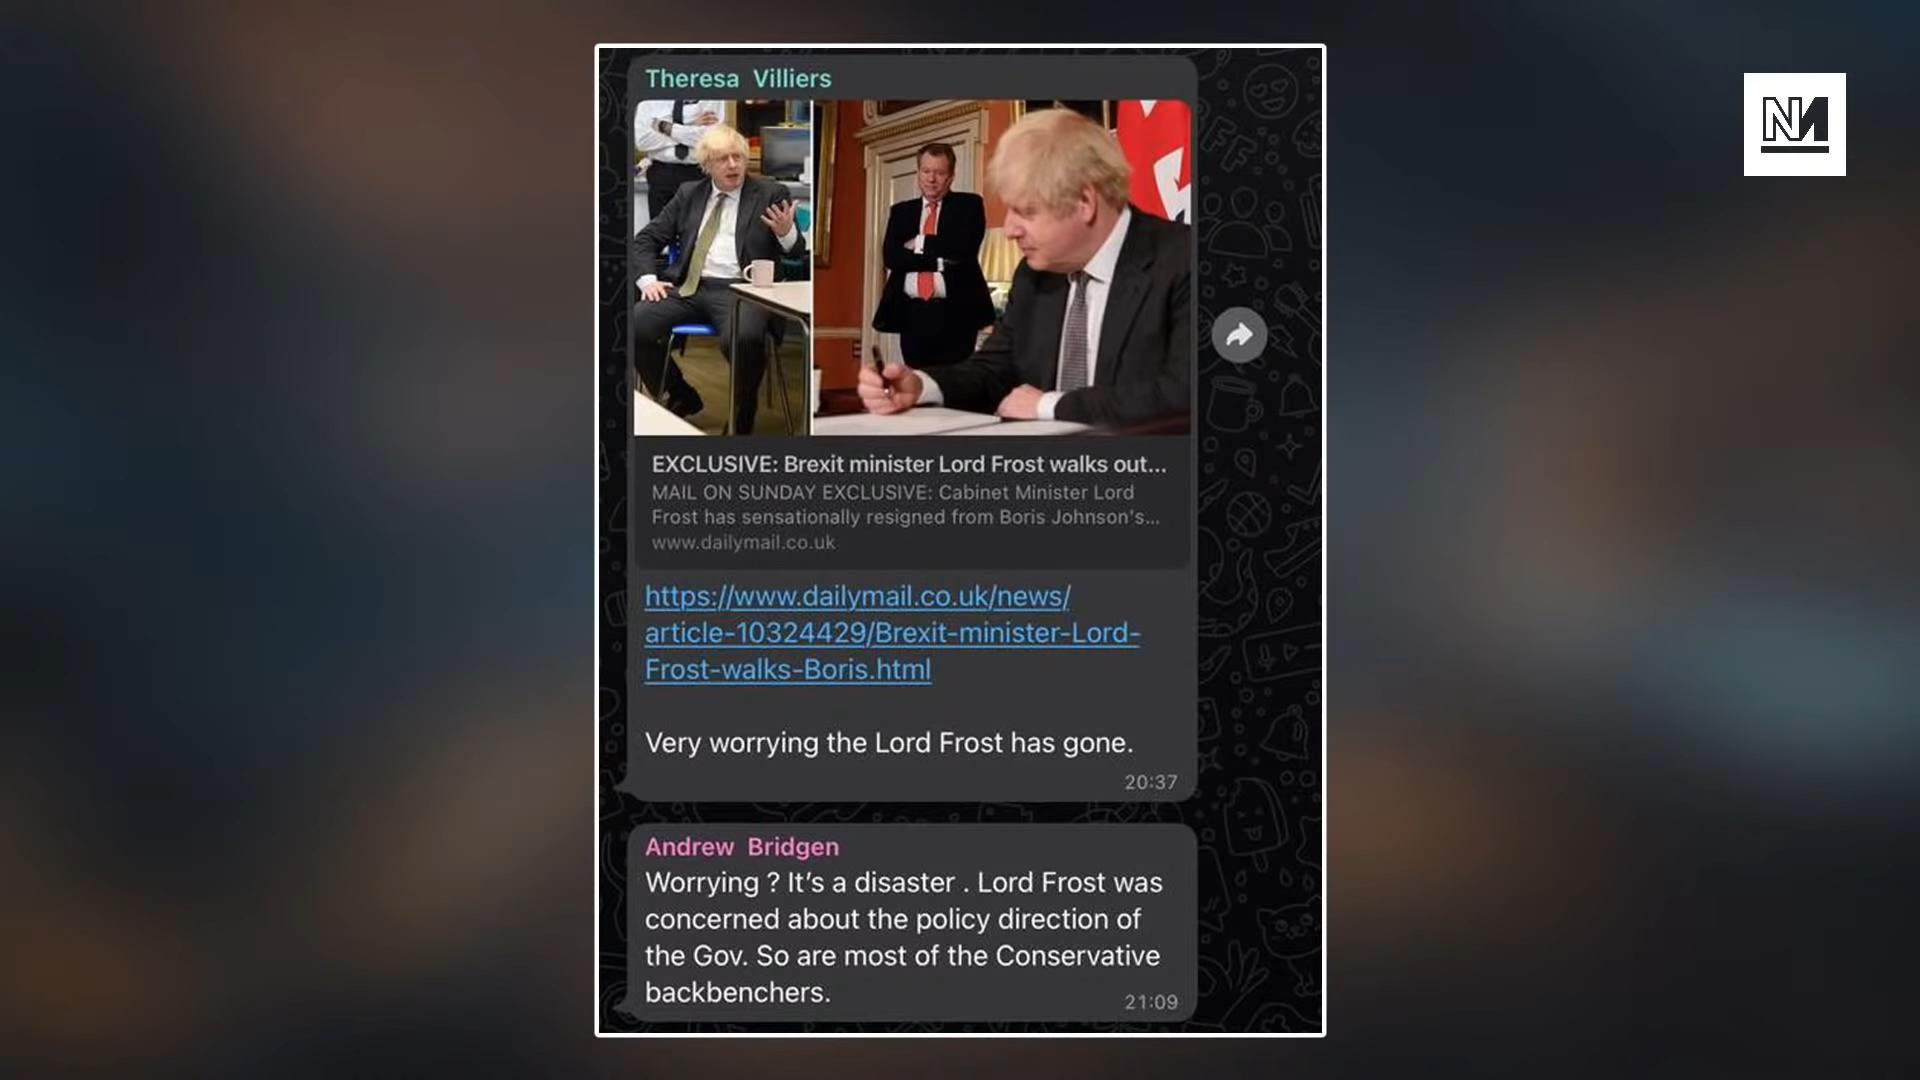 Theresa Villiers
EXCLUSIVE: Brexit minister Lord Frost walks out...
MAIL ON SUNDAY EXCLUSIVE: Cabinet Minister Lord
Frost has sensationally resigned from Boris Johnson's...
www.dailymail.co.uk
https://www.dailymail.co.uk/news/
article-10324429/Brexit-minister-Lord-
Frost-walks-Boris.html
Very worrying the Lord Frost has gone.
20:37
Andrew Bridgen
Worrying ? It’s a disaster . Lord Frost was
concerned about the policy direction of
the Gov. So are most of the Conservative
backbenchers.
21:09
NM